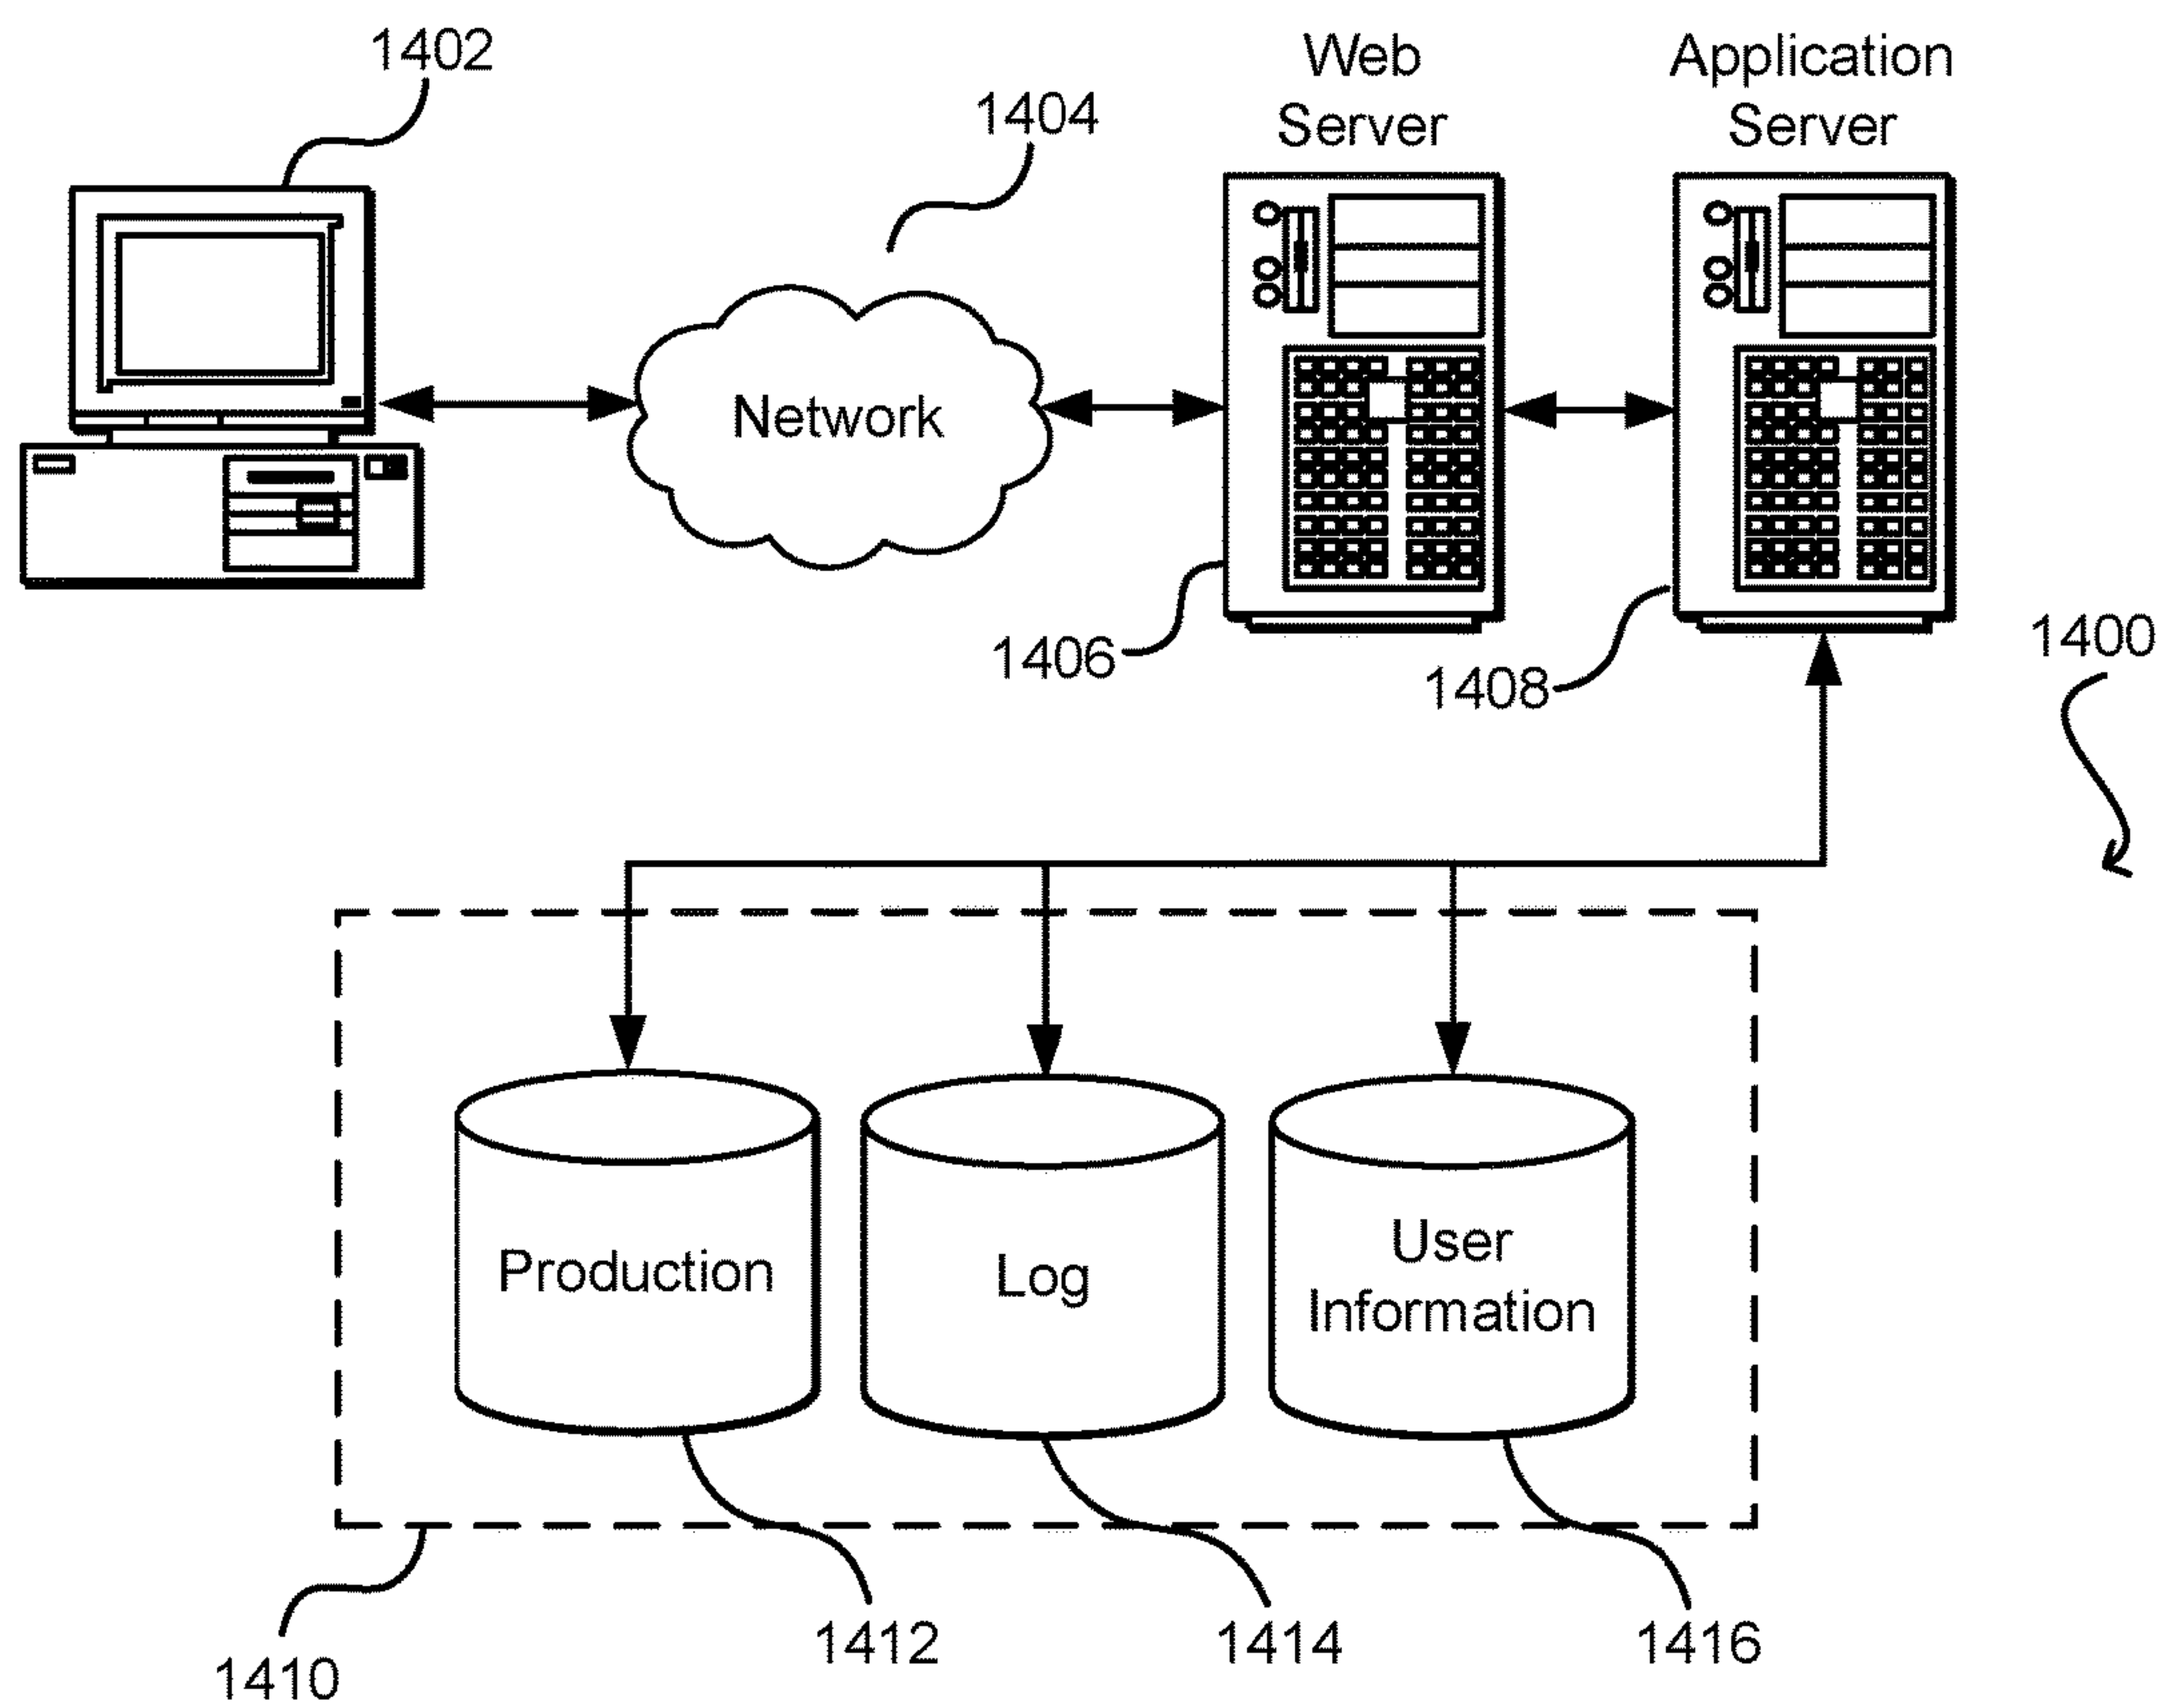 1402
1404
Web
Server
Application
Server
Network
1406
1408
1400
Production
Log
User
Information
1410
1412
1414
1416